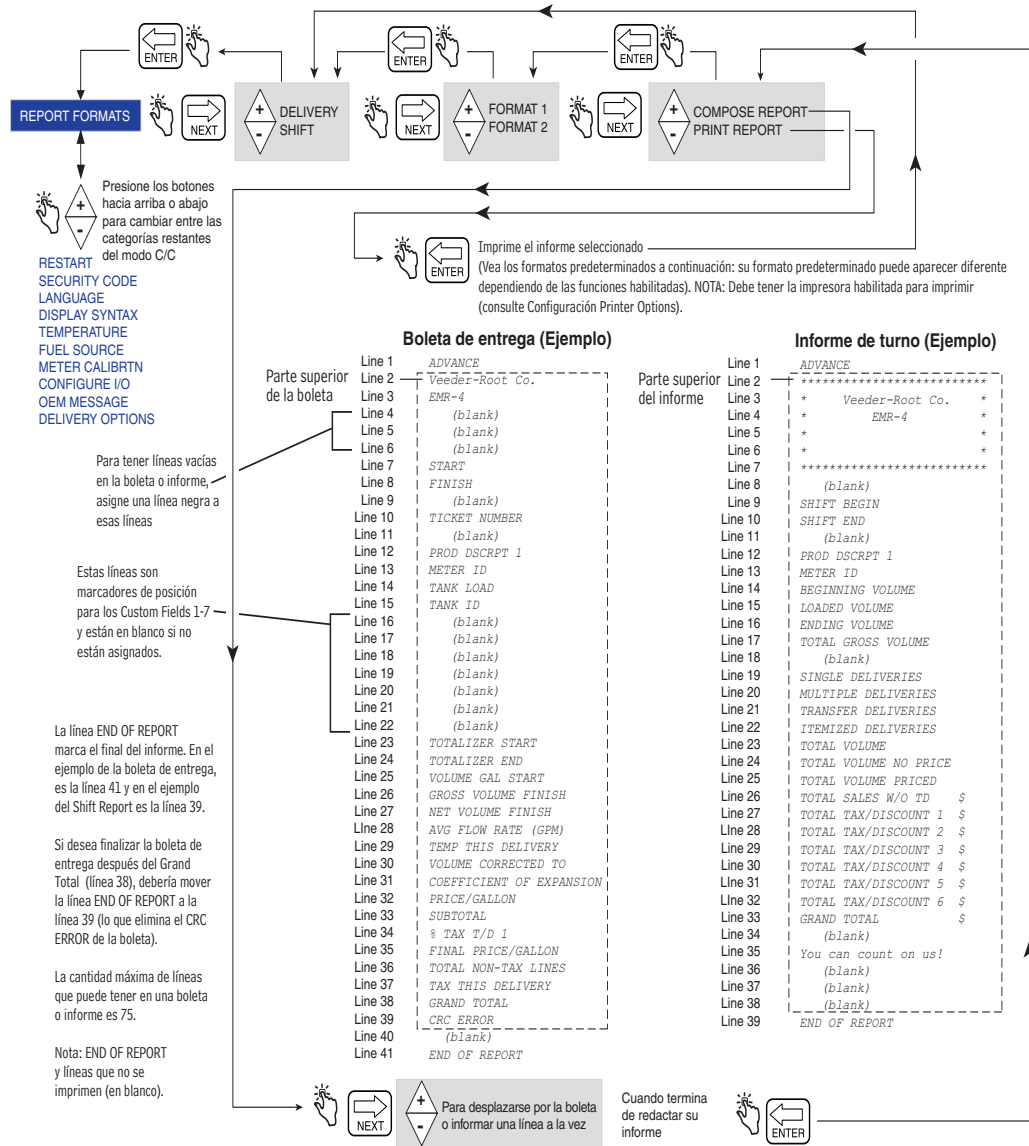 ENTER
ENTER
ENTER
REPORT FORMATS
NEXT
+
-
DELIVERY
SHIFT
NEXT
+
-
FORMAT 1
FORMAT 2
NEXT
+
-
COMPOSE REPORT
PRINT REPORT
+
-
Presione los botones
hacia arriba o abajo
para cambiar entre las
categorías restantes
del modo C/C
RESTART
SECURITY CODE
LANGUAGE
DISPLAY SYNTAX
TEMPERATURE
FUEL SOURCE
METER CALIBRTN
CONFIGURE I/O
OEM MESSAGE
DELIVERY OPTIONS
ENTER
Imprime el informe seleccionado
(Vea los formatos predeterminados a continuación: su formato predeterminado puede aparecer diferente
dependiendo de las funciones habilitadas). NOTA: Debe tener la impresora habilitada para imprimir
(consulte Configuración Printer Options).
Boleta de entrega (Ejemplo)
Parte superior
de la boleta
Line 1 ADVANCE
Line 2 Veeder-Root Co.
Line 3 EMR-4
Line 4 (blank)
Line 5 (blank)
Line 6 (blank)
Line 7 START
Line 8 FINISH
Line 9 (blank)
Line 10 TICKET NUMBER
Line 11 (blank)
Line 12 PROD DSCRPT 1
Line 13 METER ID
Line 14 TANK LOAD
Line 15 TANK ID
Line 16 (blank)
Line 17 (blank)
Line 18 (blank)
Line 19 (blank)
Line 20 (blank)
Line 21 (blank)
Line 22 (blank)
Line 23 TOTALIZER START
Line 24 TOTALIZER END
Line 25 VOLUME GAL START
Line 26 GROSS VOLUME FINISH
Line 27 NET VOLUME FINISH
LIne 28 AVG FLOW RATE (GPM)
Line 29 TEMP THIS DELIVERY
Line 30 VOLUME CORRECTED TO
Line 31 COEFFICIENT OF EXPANSION
Line 32 PRICE/GALLON
Line 33 SUBTOTAL
Line 34 % TAX T/D 1
Line 35 FINAL PRICE/GALLON
Line 36 TOTAL NON-TAX LINES
Line 37 TAX THIS DELIVERY
Line 38 GRAND TOTAL
Line 39 CRC ERROR
Line 40 (blank)
Line 41 END OF REPORT
Para tener líneas vacías
en la boleta o informe,
asigne una línea negra a
esas líneas
Estas líneas son
marcadores de posición
para los Custom Fields 1-7
y están en blanco si no
están asignados.
La línea END OF REPORT
marca el final del informe. En el
ejemplo de la boleta de entrega,
es la línea 41 y en el ejemplo
del Shift Report es la línea 39.
Si desea finalizar la boleta de
entrega después del Grand
Total (línea 38), debería mover
la línea END OF REPORT a la
línea 39 (lo que elimina el CRC
ERROR de la boleta).
La cantidad máxima de líneas
que puede tener en una boleta
o informe es 75.
Nota: END OF REPORT
y líneas que no se
imprimen (en blanco).
Informe de turno (Ejemplo)
Parte superior
del informe
Line 1 ADVANCE
Line 2 **************************
Line 3 * Veeder-Root Co. *
Line 4 * EMR-4 *
Line 5 * *
Line 6 * *
Line 7 **************************
Line 8 (blank)
Line 9 SHIFT BEGIN
Line 10 SHIFT END
Line 11 (blank)
Line 12 PROD DSCRPT 1
Line 13 METER ID
Line 14 BEGINNING VOLUME
Line 15 LOADED VOLUME
Line 16 ENDING VOLUME
Line 17 TOTAL GROSS VOLUME
Line 18 (blank)
Line 19 SINGLE DELIVERIES
Line 20 MULTIPLE DELIVERIES
Line 21 TRANSFER DELIVERIES
Line 22 ITEMIZED DELIVERIES
Line 23 TOTAL VOLUME
Line 24 TOTAL VOLUME NO PRICE
Line 25 TOTAL VOLUME PRICED
Line 26 TOTAL SALES W/O TD $
Line 27 TOTAL TAX/DISCOUNT 1 $
LIne 28 TOTAL TAX/DISCOUNT 2 $
Line 29 TOTAL TAX/DISCOUNT 3 $
Line 30 TOTAL TAX/DISCOUNT 4 $
LIne 31 TOTAL TAX/DISCOUNT 5 $
LIne 32 TOTAL TAX/DISCOUNT 6 $
Line 33 GRAND TOTAL $
Line 34 (blank)
Line 35 You can count on us!
Line 36 (blank)
Line 37 (blank)
Line 38 (blank)
Line 39 END OF REPORT
NEXT
+
-
Para desplazarse por la boleta
o informar una línea a la vez
Cuando termina
de redactar su
informe
ENTER